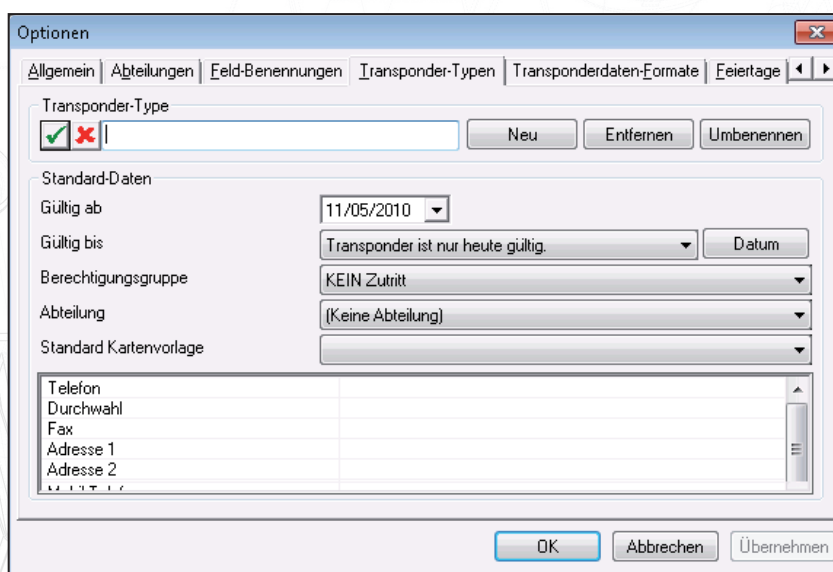 Optionen
Allgemein Abteilungen Feld-Benennungen Transponder-Typen Transponderdaten-Formate Feiertage
Transponder-Type
Neu Entfernen Umbenennen
Standard-Daten
Gültig ab 11/05/2010
Gültig bis Transponder ist nur heute gültig. Datum
Berechtigungsgruppe KEIN Zutritt
Abteilung (Keine Abteilung)
Standard Kartenvorlage
Telefon
Durchwahl
Fax
Adresse 1
Adresse 2
OK Abbrechen Übernehmen